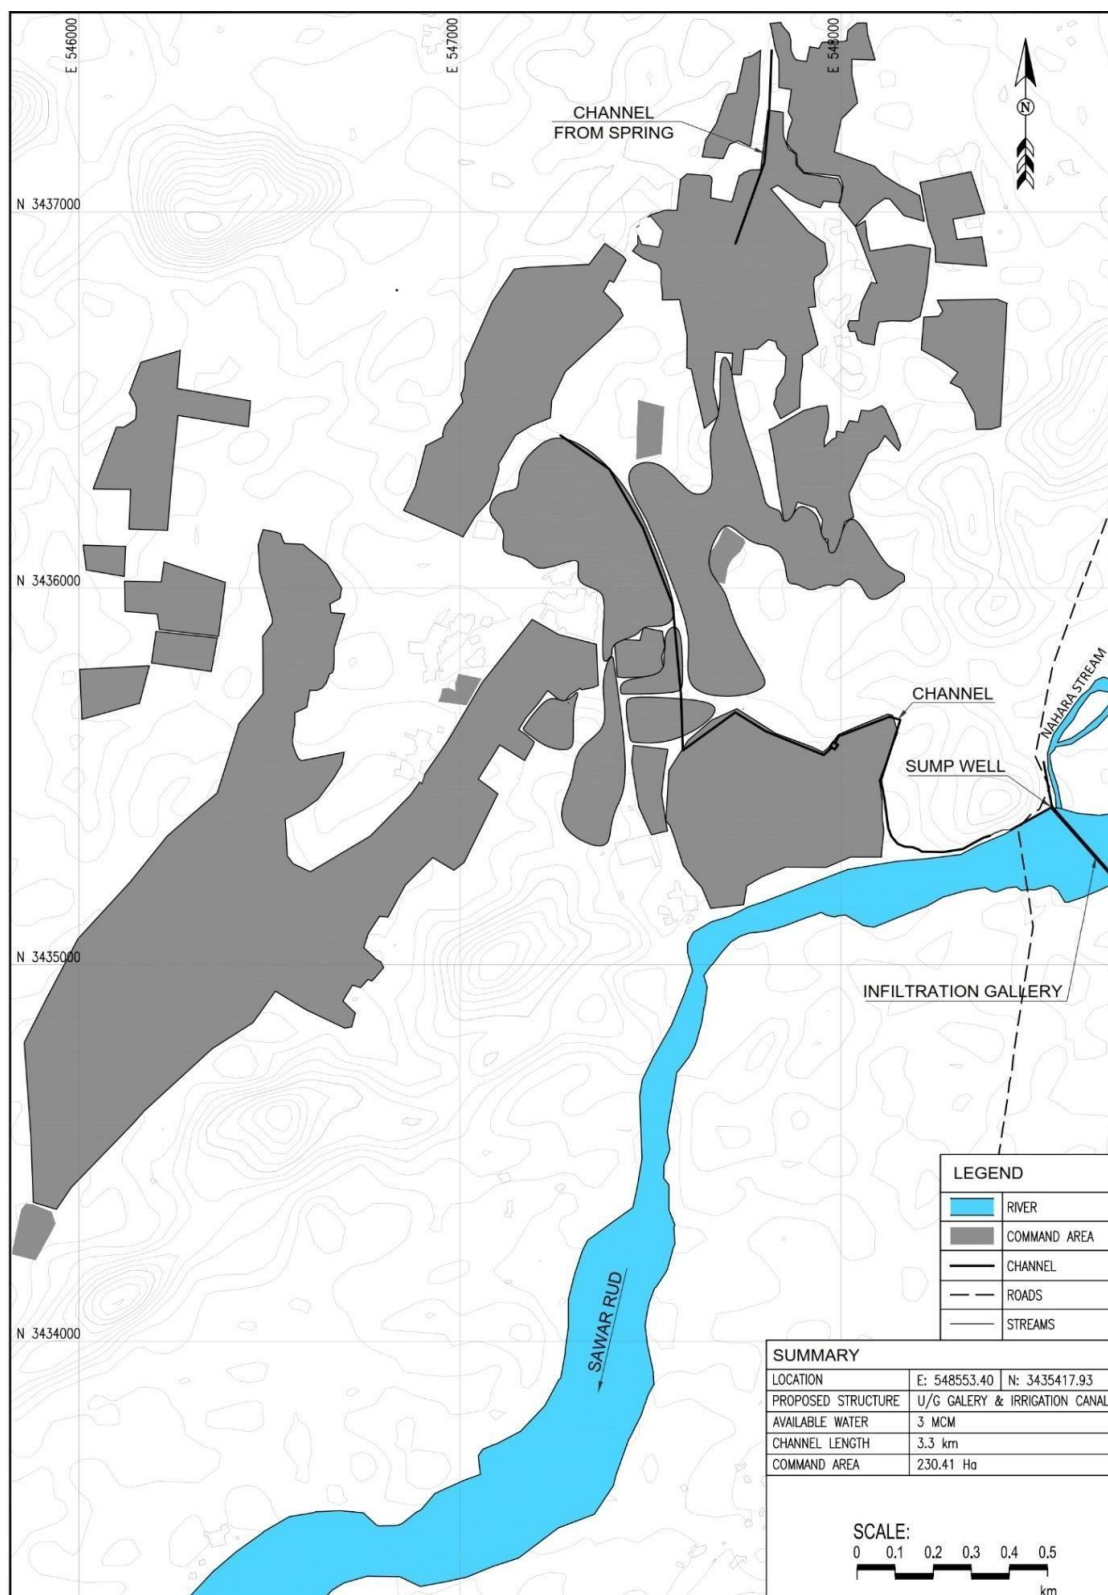 E 546000
E 547000
E 548000
CHANNEL
FROM SPRING
N
N 3437000
N 3436000
NAHARA STREAM
CHANNEL
SUMP WELL
N 3435000
INFILTRATION GALLERY
LEGEND
RIVER
COMMAND AREA
CHANNEL
ROADS
STREAMS
SAWAR RUD
N 3434000
SUMMARY
LOCATION E: 548553.40 N: 3435417.93
PROPOSED STRUCTURE U/G GALERY & IRRIGATION CANAL
AVAILABLE WATER 3 MCM
CHANNEL LENGTH 3.3 km
COMMAND AREA 230.41 Ha
SCALE:
0 0.1 0.2 0.3 0.4 0.5
km